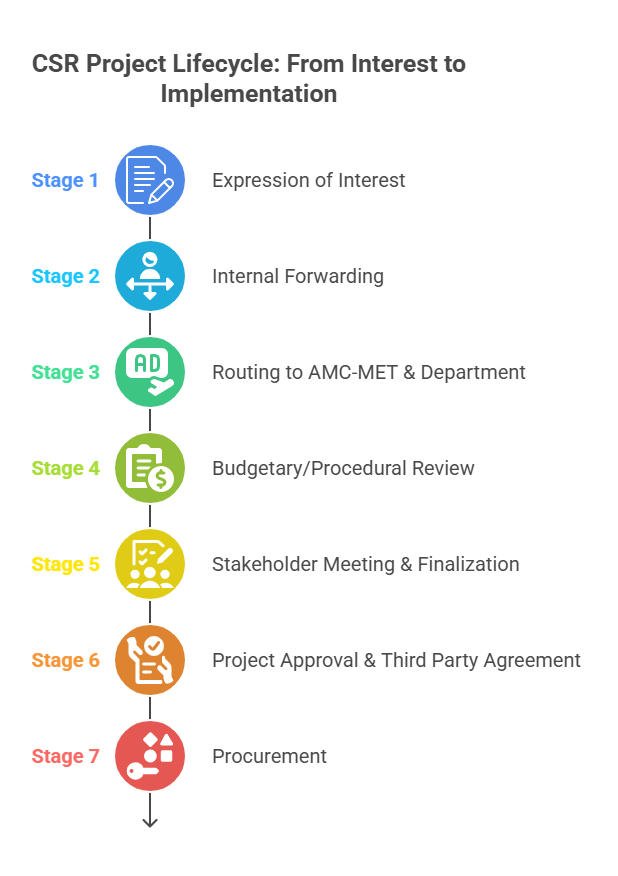 CSR Project Lifecycle: From Interest to
Implementation
Stage 1 Expression of Interest
Stage 2 Internal Forwarding
AD
Stage 3 Routing to AMC-MET & Department
Stage 4 $ Budgetary/Procedural Review
Stage 5 Stakeholder Meeting & Finalization
Stage 6 Project Approval & Third Party Agreement
Stage 7 Procurement